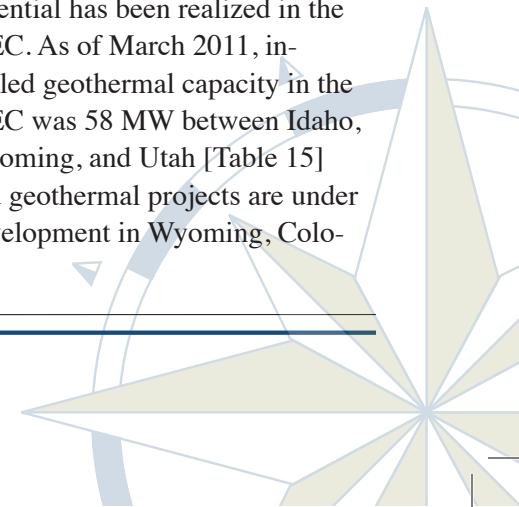 ential has been realized in the
EC. As of March 2011, in-
led geothermal capacity in the
EC was 58 MW between Idaho,
oming, and Utah [Table 15]
geothermal projects are under
elopment in Wyoming, Colo-